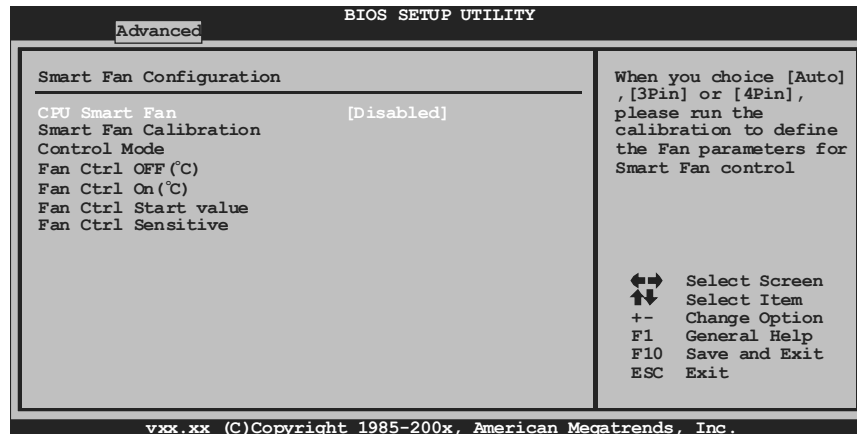 BIOS SETUP UTILITY
Advanced
Smart Fan Configuration
CPU Smart Fan [Disabled]
Smart Fan Calibration
Control Mode
Fan Ctrl OFF(°C)
Fan Ctrl On(°C)
Fan Ctrl Start value
Fan Ctrl Sensitive
When you choice [Auto]
,[3Pin] or [4Pin],
please run the
calibration to define
the Fan parameters for
Smart Fan control
Select Screen
Select Item
+- Change Option
F1 General Help
F10 Save and Exit
ESC Exit
vxx.xx (C)Copyright 1985-200x, American Megatrends, Inc.